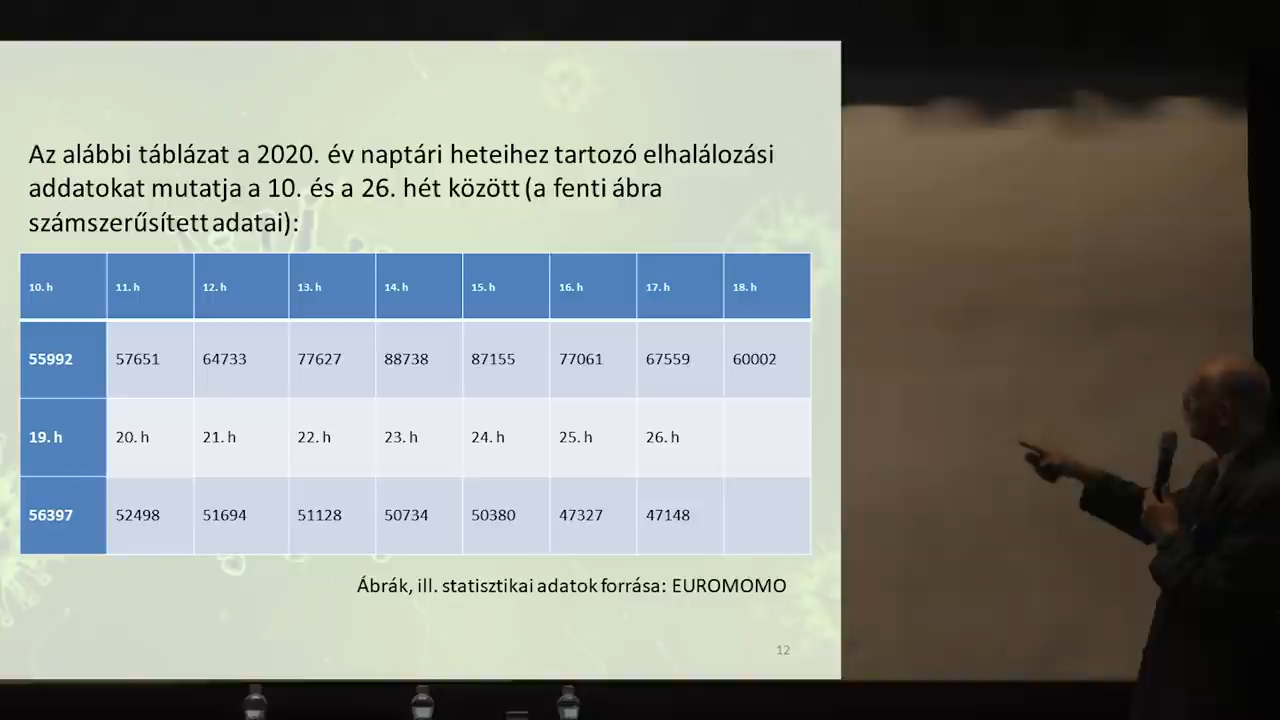 Az alábbi táblázat a 2020. év naptári heteihez tartozó elhalálozási
addatokat mutatja a 10. és a 26. hét között (a fenti ábra
számszerűsített adatai):
10. h 11. h 12. h 13. h 14. h 15. h 16. h 17. h 18. h
55992 57651 64733 77627 88738 87155 77061 67559 60002
19. h 20. h 21. h 22. h 23. h 24. h 25. h 26. h
56397 52498 51694 51128 50734 50380 47327 47148
Ábrák, ill. statisztikai adatok forrása: EUROMOMO
12